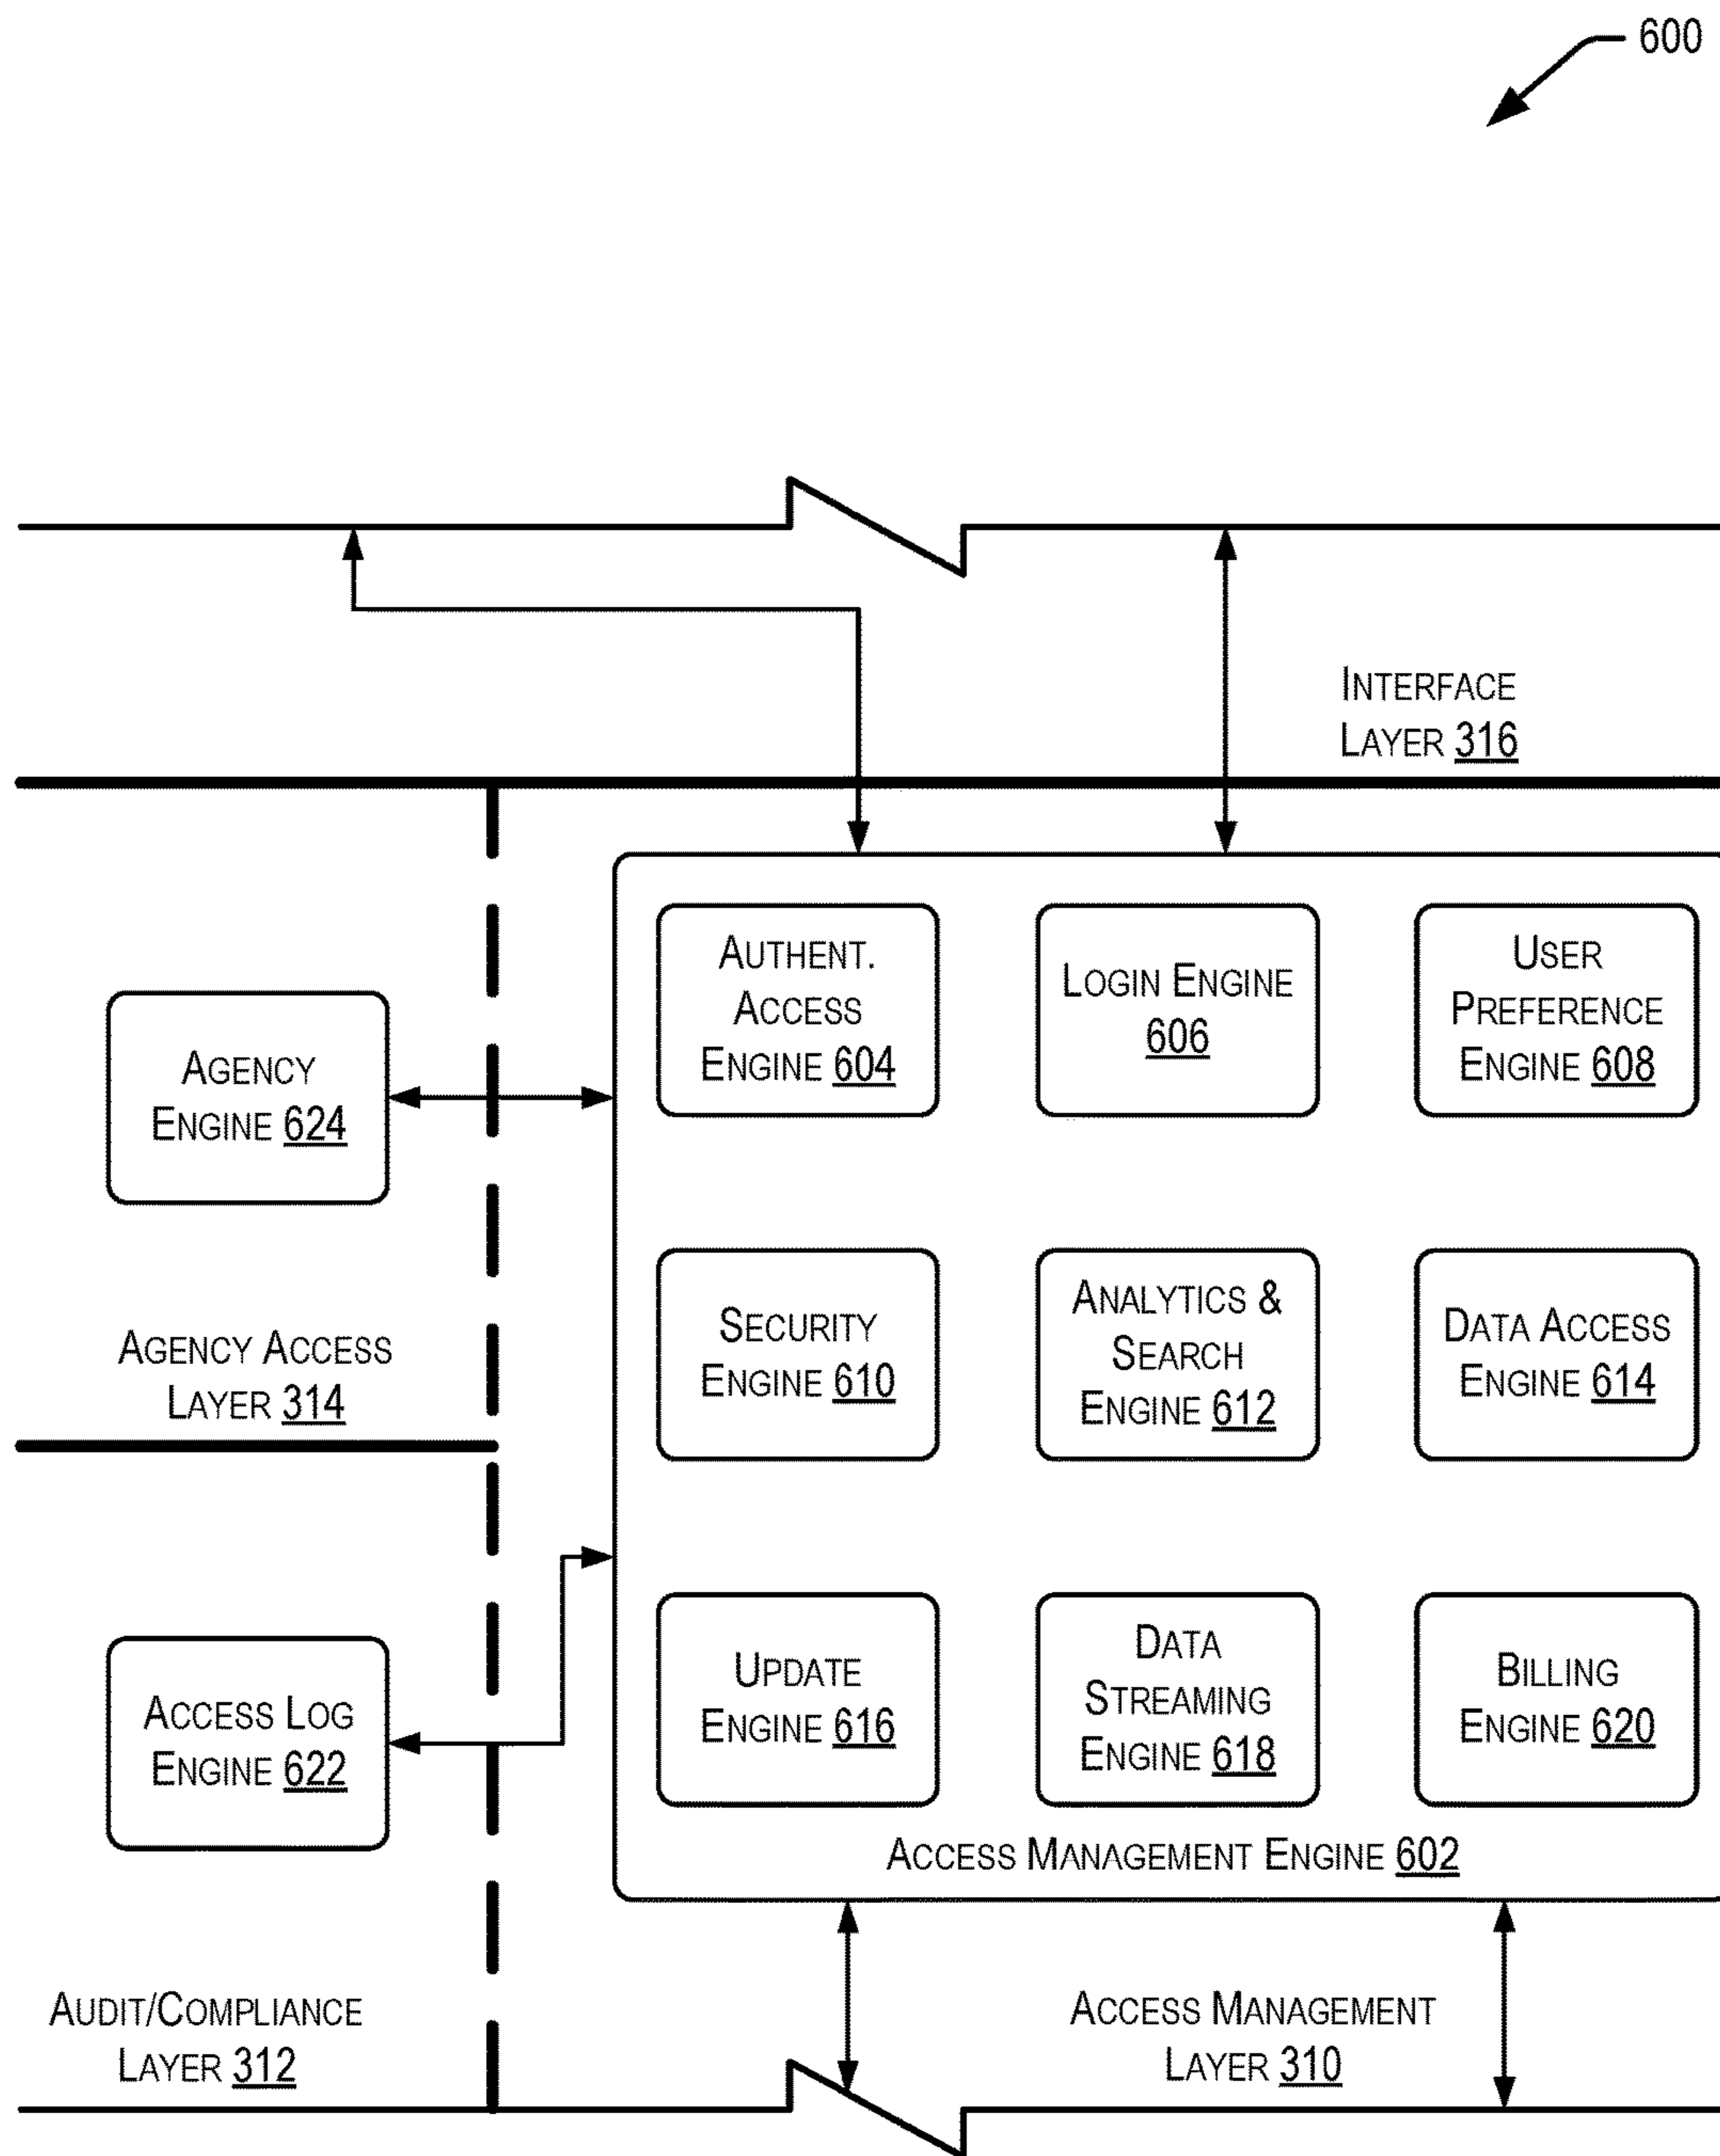 600
INTERFACE
LAYER 316
AUTHENT.
ACCESS
ENGINE 604
LOGIN ENGINE
606
USER
PREFERENCE
ENGINE 608
AGENCY
ENGINE 624
SECURITY
ENGINE 610
ANALYTICS &
SEARCH
ENGINE 612
DATA ACCESS
ENGINE 614
AGENCY ACCESS
LAYER 314
UPDATE
ENGINE 616
DATA
STREAMING
ENGINE 618
BILLING
ENGINE 620
ACCESS LOG
ENGINE 622
ACCESS MANAGEMENT ENGINE 602
AUDIT/COMPLIANCE
LAYER 312
ACCESS MANAGEMENT
LAYER 310